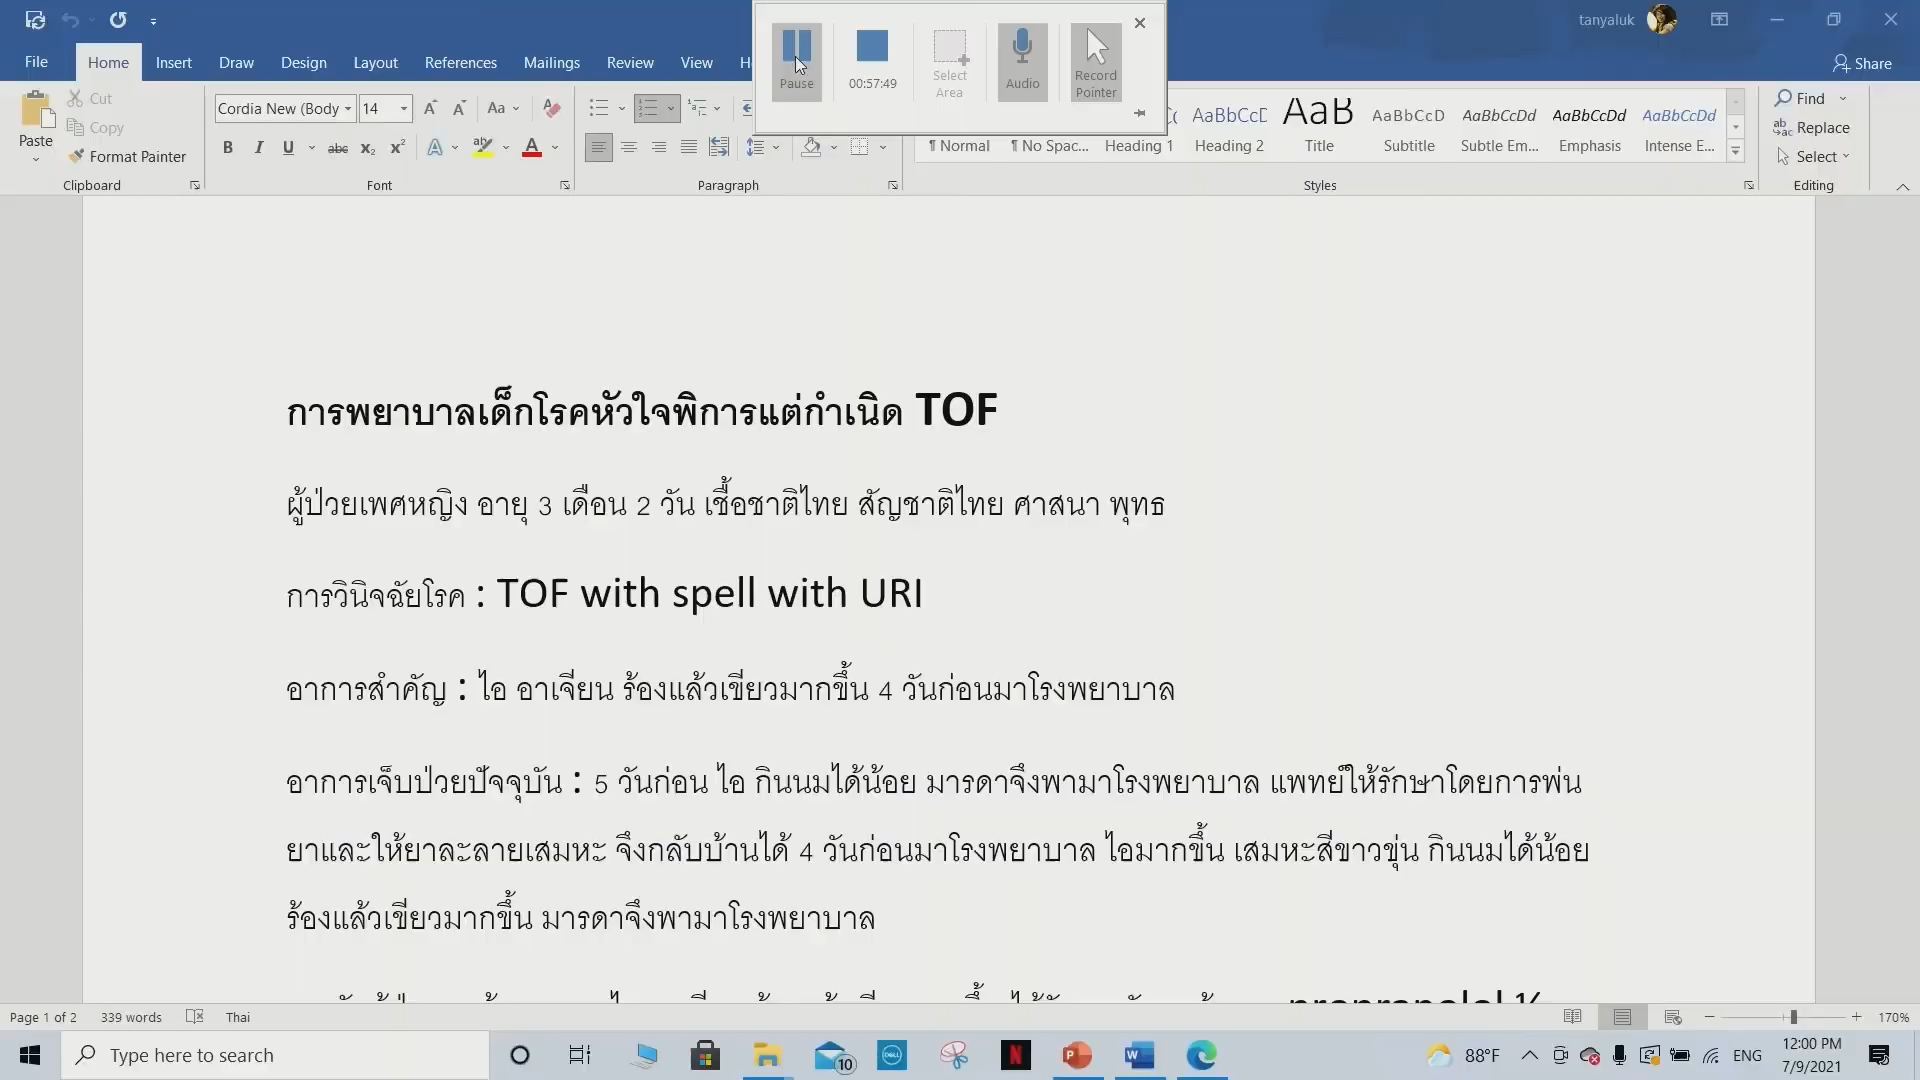 tanyaluk
File Home Insert Draw Design Layout References Mailings Review View
Share
Pause
00:57:49
Select Area
Audio
Record Pointer
Paste
Cut
Copy
Format Painter
Clipboard
Cordia New (Body 14
Aa
B I U abc x₂ x² A ab A
Font
Paragraph
AaBbCcC AaB AaBbCcD AaBbCcDd AaBbCcDd AaBbCcDd
¶ Normal ¶ No Spac... Heading 1 Heading 2 Title Subtitle Subtle Em... Emphasis Intense E...
Styles
Find
Replace
Select
Editing
การพยาบาลเด็กโรคหัวใจพิการแต่กำเนิด TOF
ผู้ป่วยเพศหญิง อายุ 3 เดือน 2 วัน เชื้อชาติไทย สัญชาติไทย ศาสนา พุทธ
การวินิจฉัยโรค : TOF with spell with URI
อาการสำคัญ : ไอ อาเจียน ร้องแล้วเขียวมากขึ้น 4 วันก่อนมาโรงพยาบาล
อาการเจ็บป่วยปัจจุบัน : 5 วันก่อน ไอ กินนมได้น้อย มารดาจึงพามาโรงพยาบาล แพทย์ให้รักษาโดยการพ่น
ยาและให้ยาละลายเสมหะ จึงกลับบ้านได้ 4 วันก่อนมาโรงพยาบาล ไอมากขึ้น เสมหะสีขาวขุ่น กินนมได้น้อย
ร้องแล้วเขียวมากขึ้น มารดาจึงพามาโรงพยาบาล
Page 1 of 2 339 words Thai
170%
Type here to search
10
DELL
88°F
ENG
12:00 PM
7/9/2021